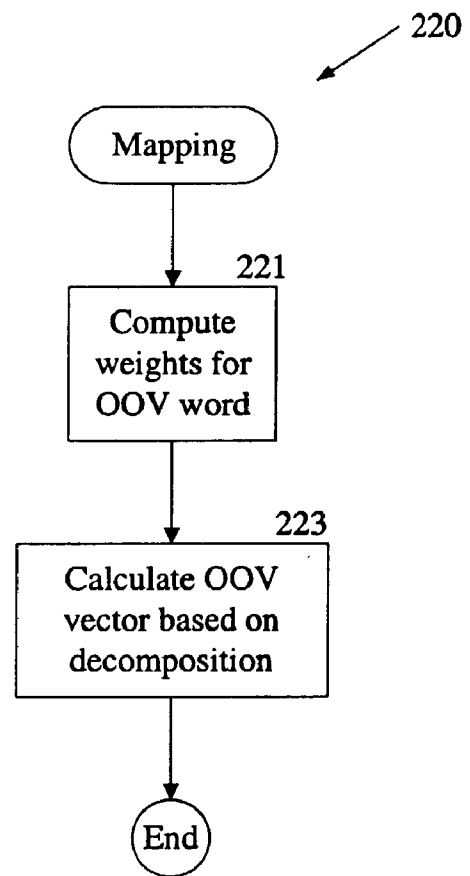 220
Mapping
221
Compute
weights for
OOV word
223
Calculate OOV
vector based on
decomposition
End